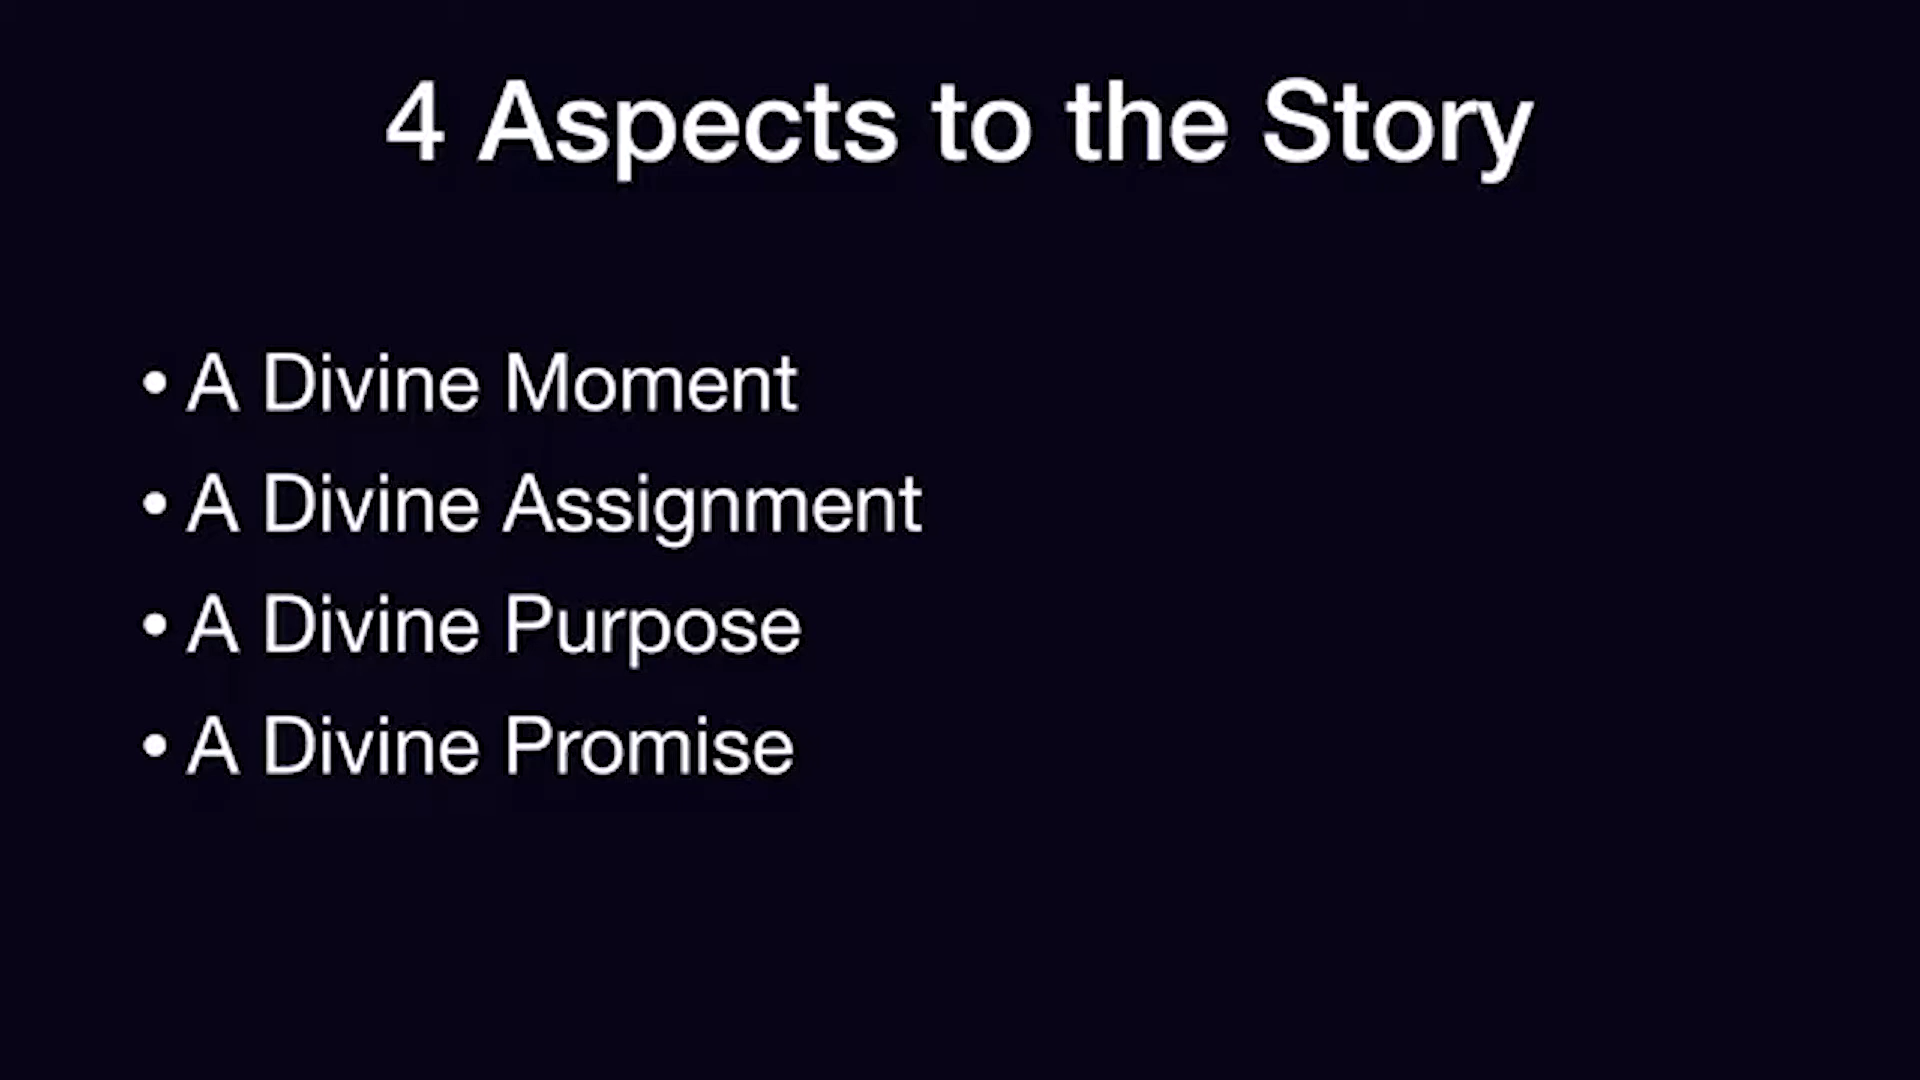 4 Aspects to the Story
• A Divine Moment
• A Divine Assignment
• A Divine Purpose
• A Divine Promise